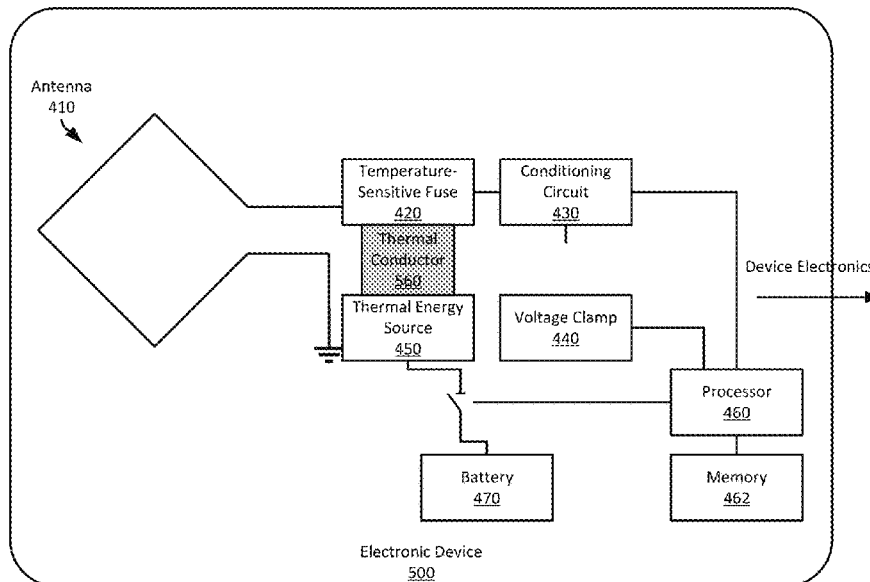 Antenna
410
Temperature-
Sensitive Fuse
420
Conditioning
Circuit
430
Thermal
Conductor
560
Device Electronics
Thermal Energy
Source
450
Voltage Clamp
440
Processor
460
Battery
470
Memory
462
Electronic Device
500